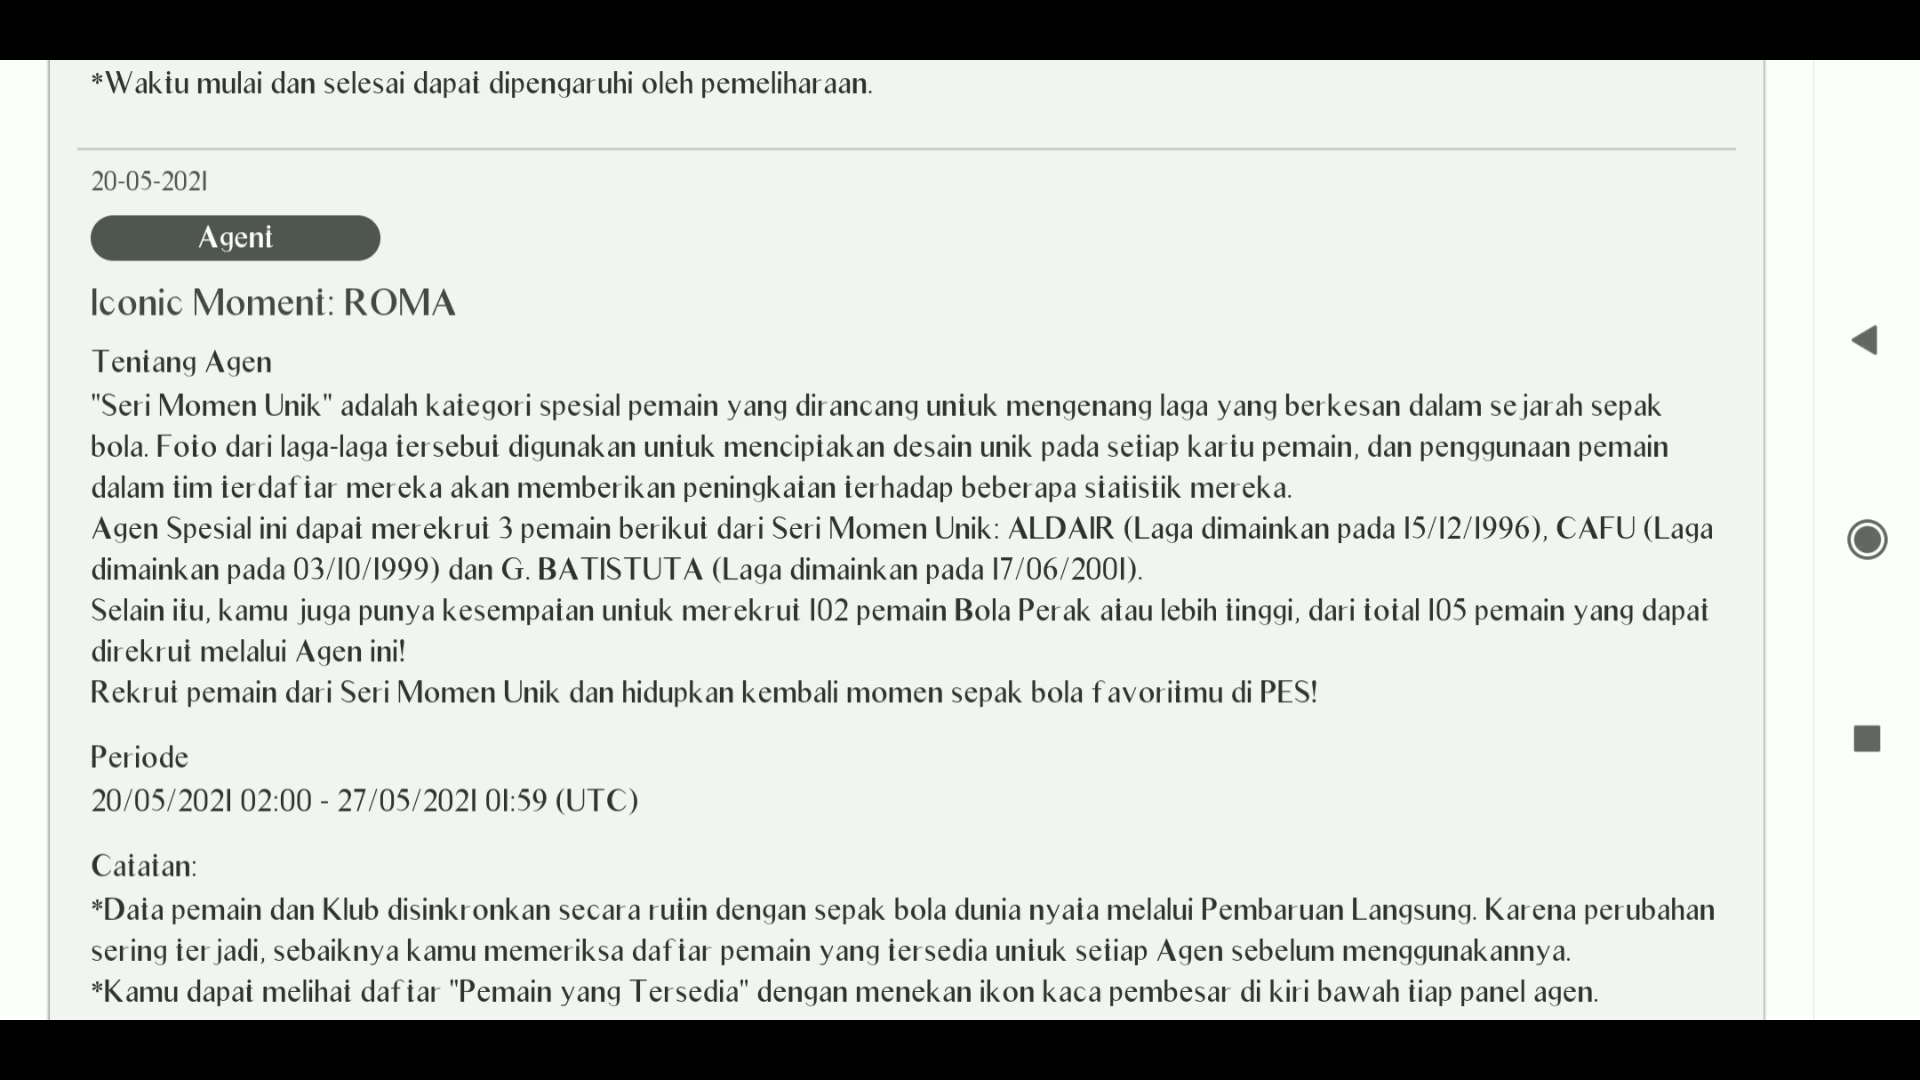 *Waktu mulai dan selesai dapat dipengaruhi oleh pemeliharaan.
20-05-2021
Agent
Iconic Moment: ROMA
Tentang Agen
"Seri Momen Unik" adalah kategori spesial pemain yang dirancang untuk mengenang laga yang berkesan dalam sejarah sepak
bola. Foto dari laga-laga tersebut digunakan untuk menciptakan desain unik pada setiap kartu pemain, dan penggunaan pemain
dalam tim terdaftar mereka akan memberikan peningkatan terhadap beberapa statistik mereka.
Agen Spesial ini dapat merekrut 3 pemain berikut dari Seri Momen Unik: ALDAIR (Laga dimainkan pada 15/12/1996), CAFU (Laga
dimainkan pada 03/10/1999) dan G. BATISTUTA (Laga dimainkan pada 17/06/2001).
Selain itu, kamu juga punya kesempatan untuk merekrut 102 pemain Bola Perak atau lebih tinggi, dari total 105 pemain yang dapat
direkrut melalui Agen ini!
Rekrut pemain dari Seri Momen Unik dan hidupkan kembali momen sepak bola favoritmu di PES!
Periode
20/05/2021 02:00 - 27/05/2021 01:59 (UTC)
Catatan:
*Data pemain dan Klub disinkronkan secara rutin dengan sepak bola dunia nyata melalui Pembaruan Langsung. Karena perubahan
sering terjadi, sebaiknya kamu memeriksa daftar pemain yang tersedia untuk setiap Agen sebelum menggunakannya.
*Kamu dapat melihat daftar "Pemain yang Tersedia" dengan menekan ikon kaca pembesar di kiri bawah tiap panel agen.